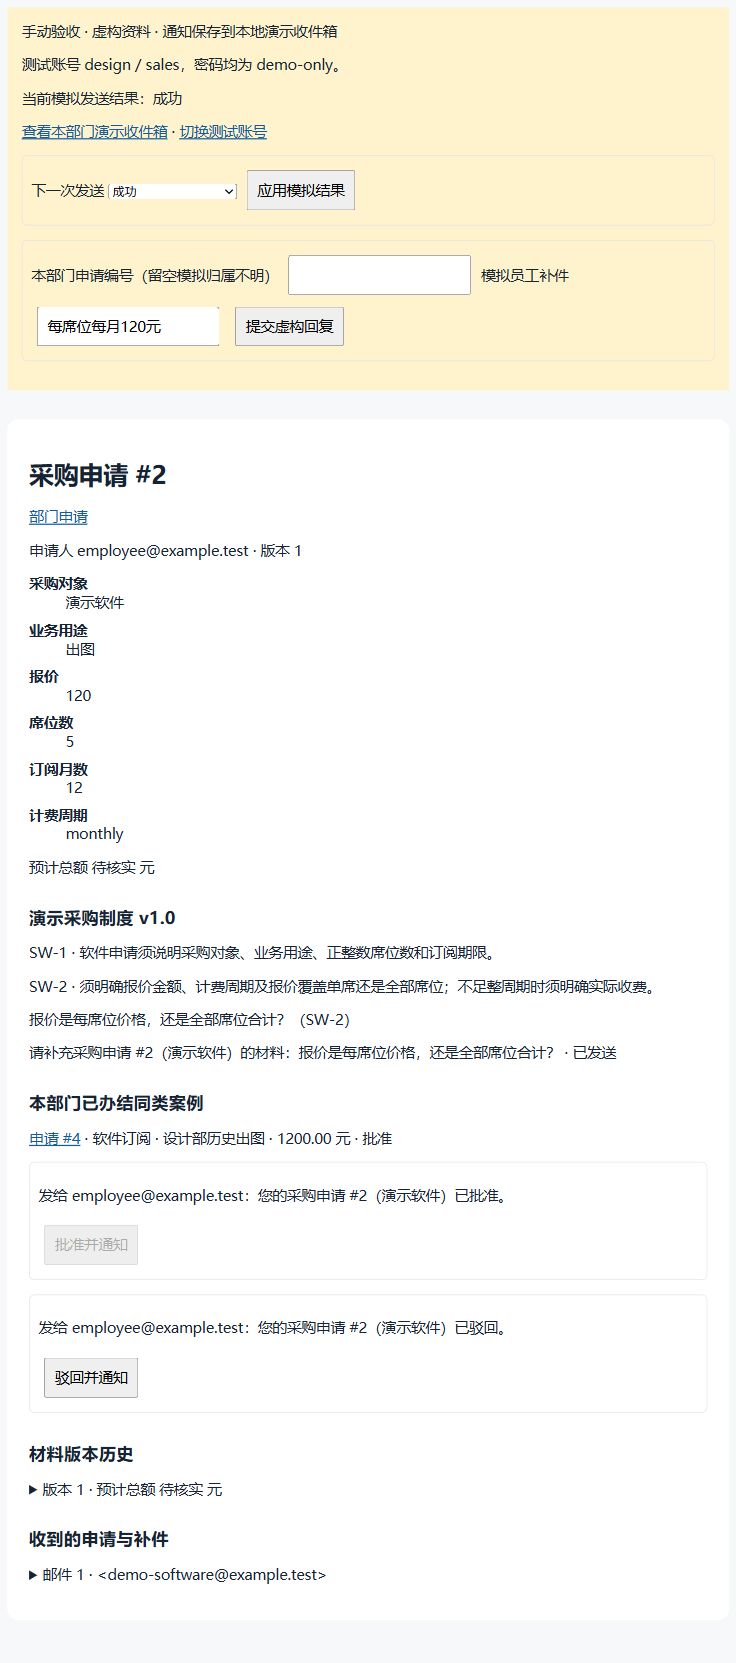 手动验收 · 虚构资料 · 通知保存到本地演示收件箱
测试账号 design / sales，密码均为 demo-only。
当前模拟发送结果：成功
查看本部门演示收件箱 · 切换测试账号
下一次发送 成功 应用模拟结果
本部门申请编号（留空模拟归属不明） 模拟员工补件
每席位每月120元 提交虚构回复
采购申请 #2
部门申请
申请人 employee@example.test · 版本 1
采购对象
演示软件
业务用途
出图
报价
120
席位数
5
订阅月数
12
计费周期
monthly
预计总额 待核实 元
演示采购制度 v1.0
SW-1 · 软件申请须说明采购对象、业务用途、正整数席位数和订阅期限。
SW-2 · 须明确报价金额、计费周期及报价覆盖单席还是全部席位；不足整周期时须明确实际收费。
报价是每席位价格，还是全部席位合计？（SW-2）
请补充采购申请 #2（演示软件）的材料：报价是每席位价格，还是全部席位合计？ · 已发送
本部门已办结同类案例
申请 #4 · 软件订阅 · 设计部历史出图 · 1200.00 元 · 批准
发给 employee@example.test：您的采购申请 #2（演示软件）已批准。
批准并通知
发给 employee@example.test：您的采购申请 #2（演示软件）已驳回。
驳回并通知
材料版本历史
▶ 版本 1 · 预计总额 待核实 元
收到的申请与补件
▶ 邮件 1 · <demo-software@example.test>